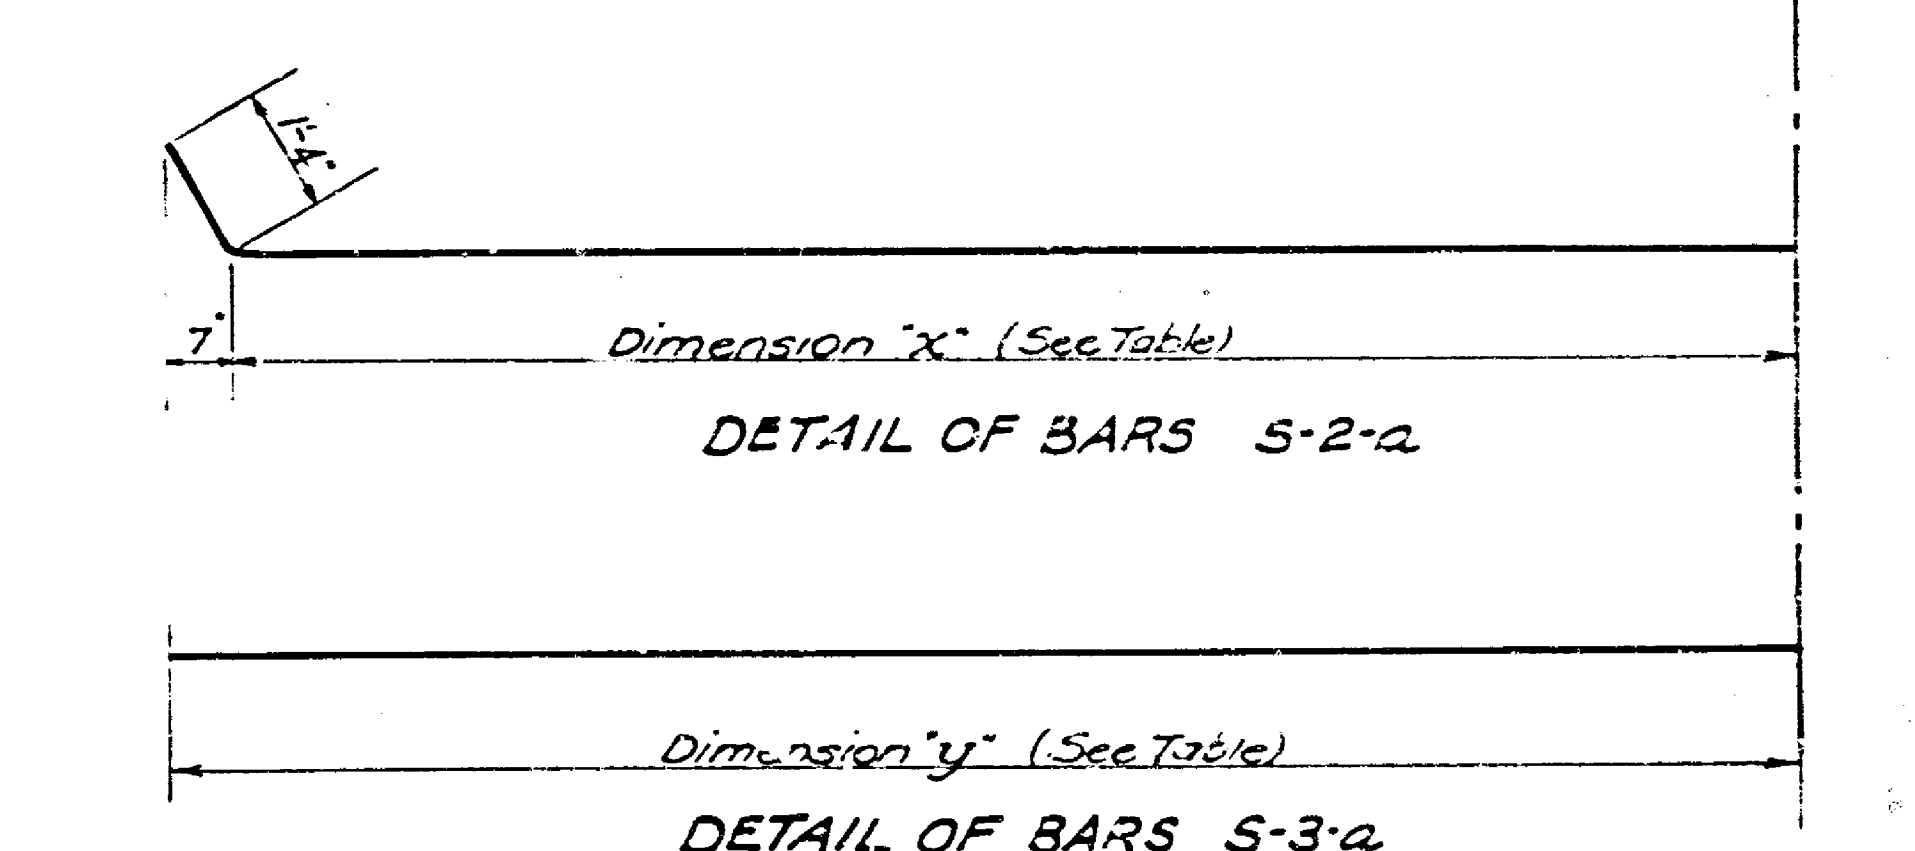 1'-4"
7"
Dimension "x" (See Table)
DETAIL OF BARS S-2-a
Dimension "y" (See Table)
DETAIL OF BARS S-3-a